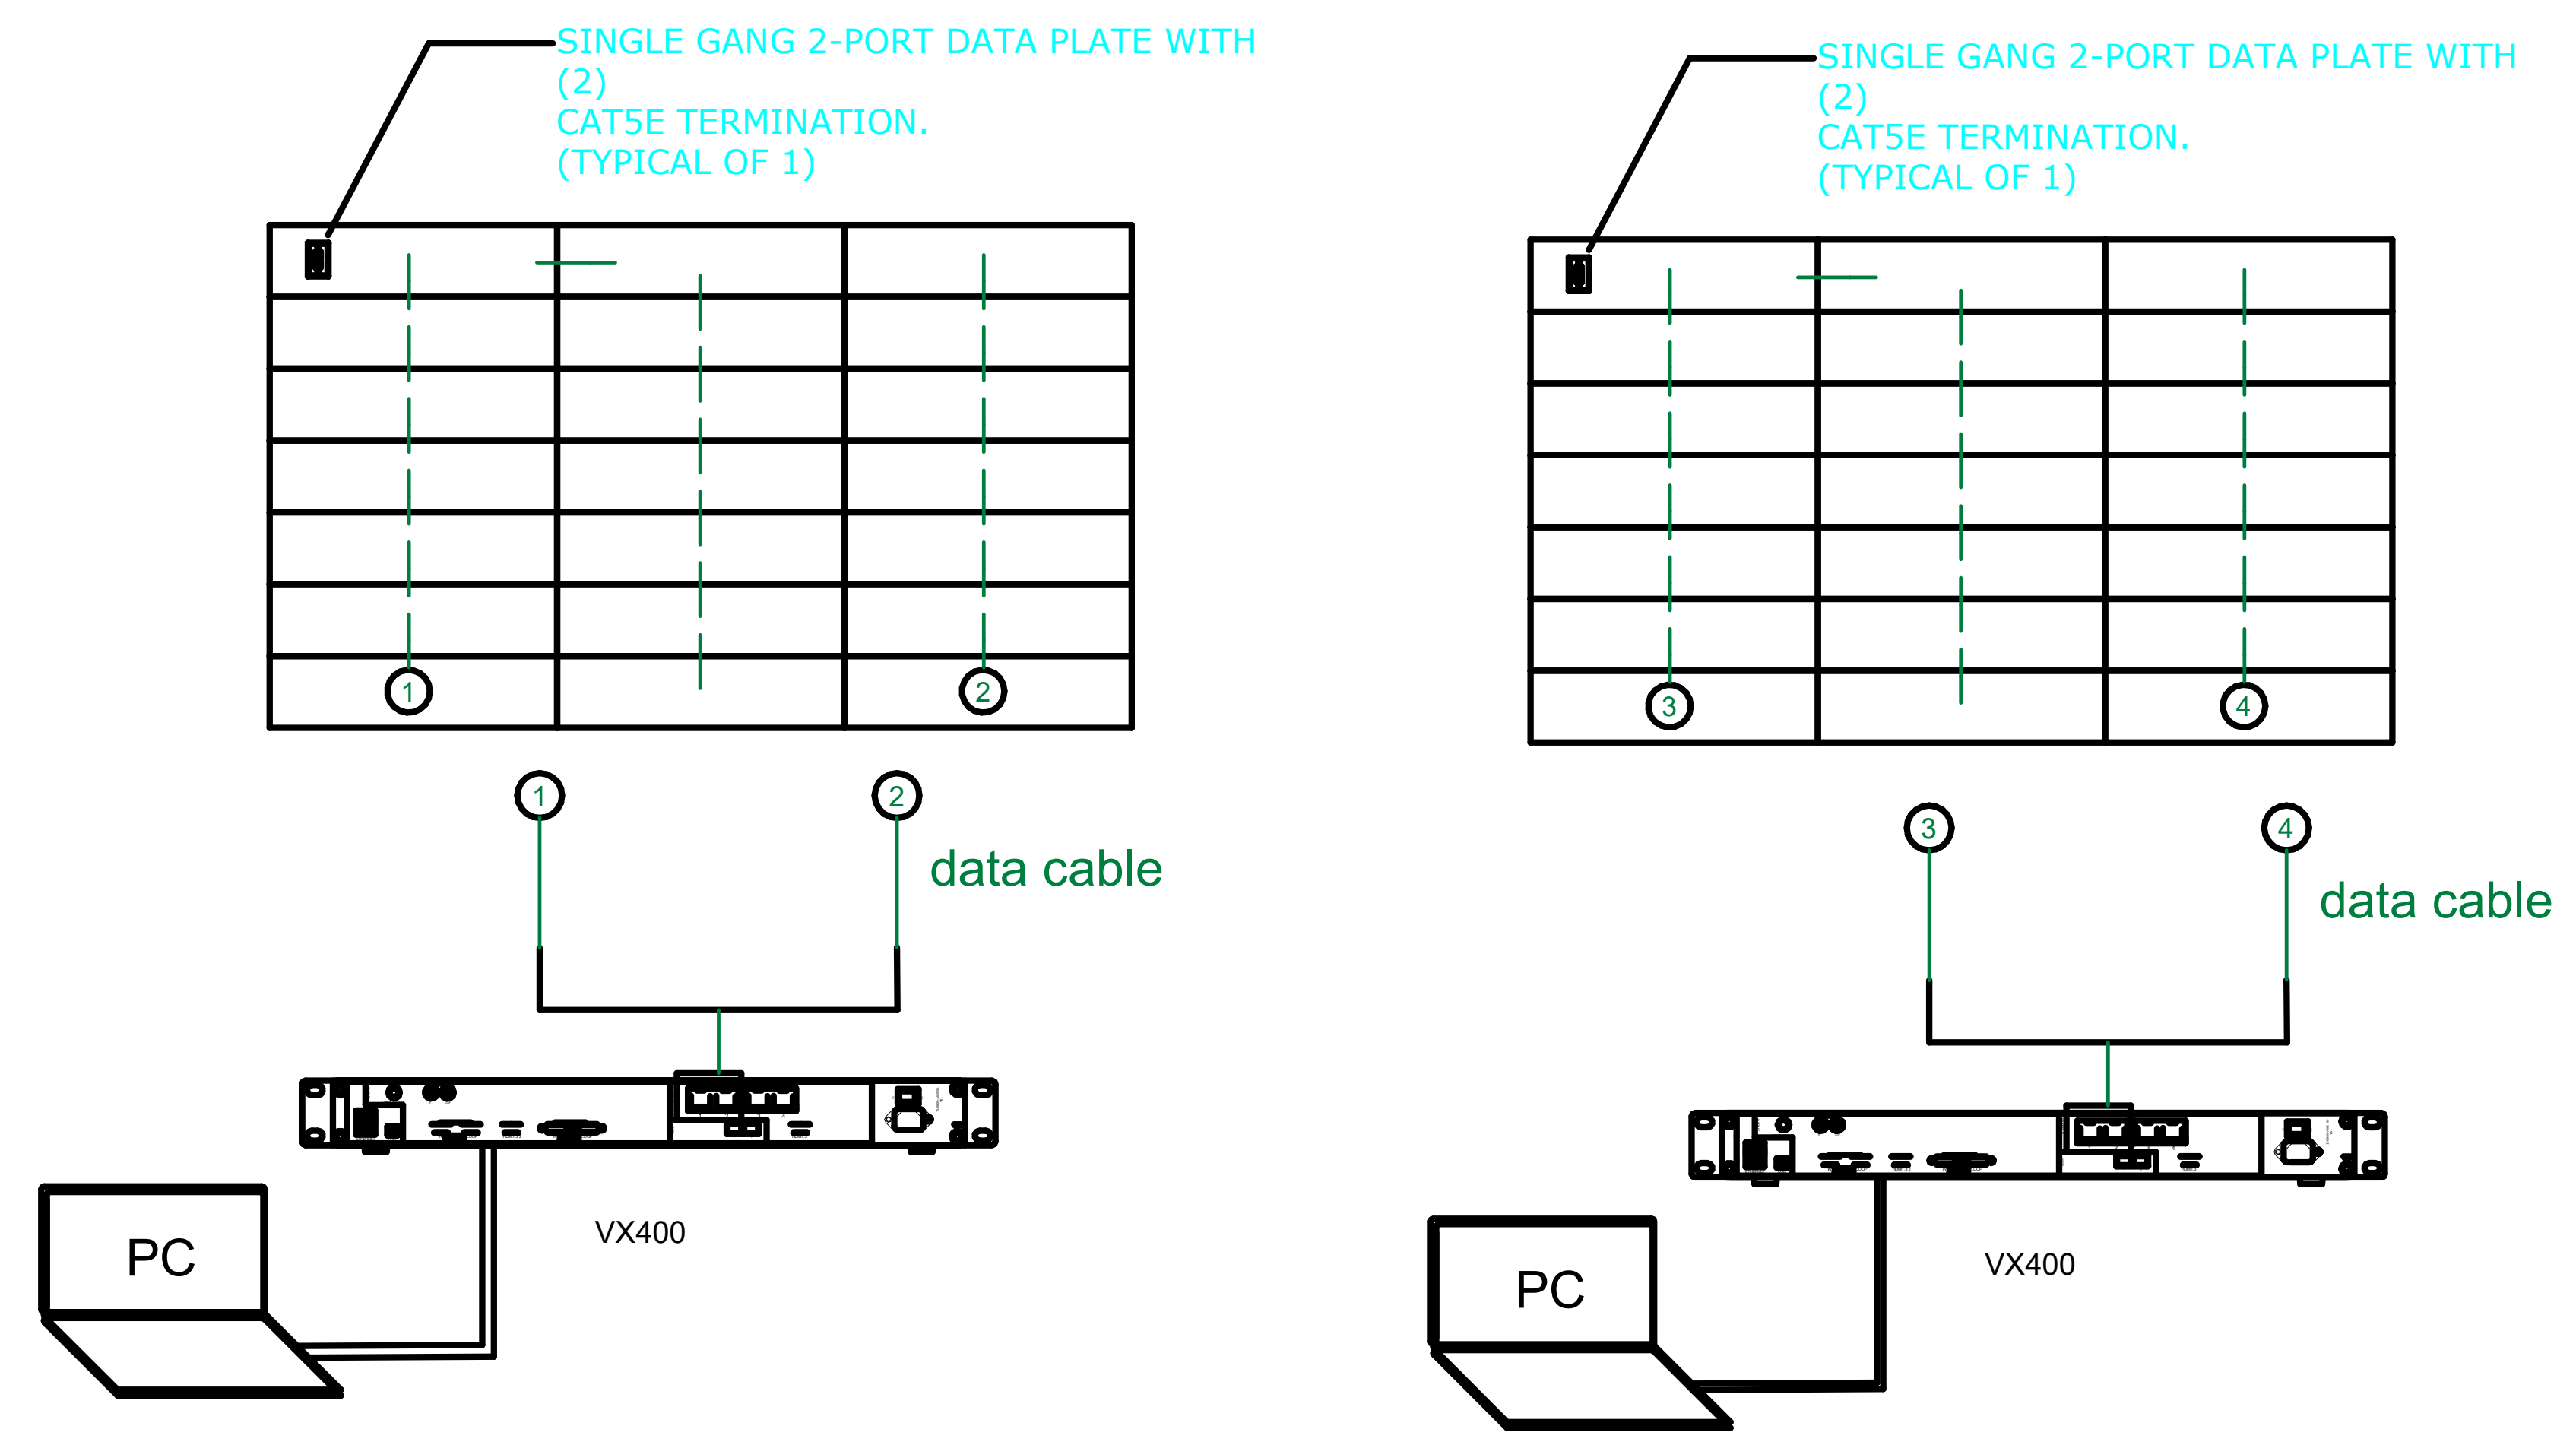 SINGLE GANG 2-PORT DATA PLATE WITH
(2)
CAT5E TERMINATION.
(TYPICAL OF 1)
1
2
1
2
data cable
VX400
PC
SINGLE GANG 2-PORT DATA PLATE WITH
(2)
CAT5E TERMINATION.
(TYPICAL OF 1)
3
4
3
4
data cable
VX400
PC